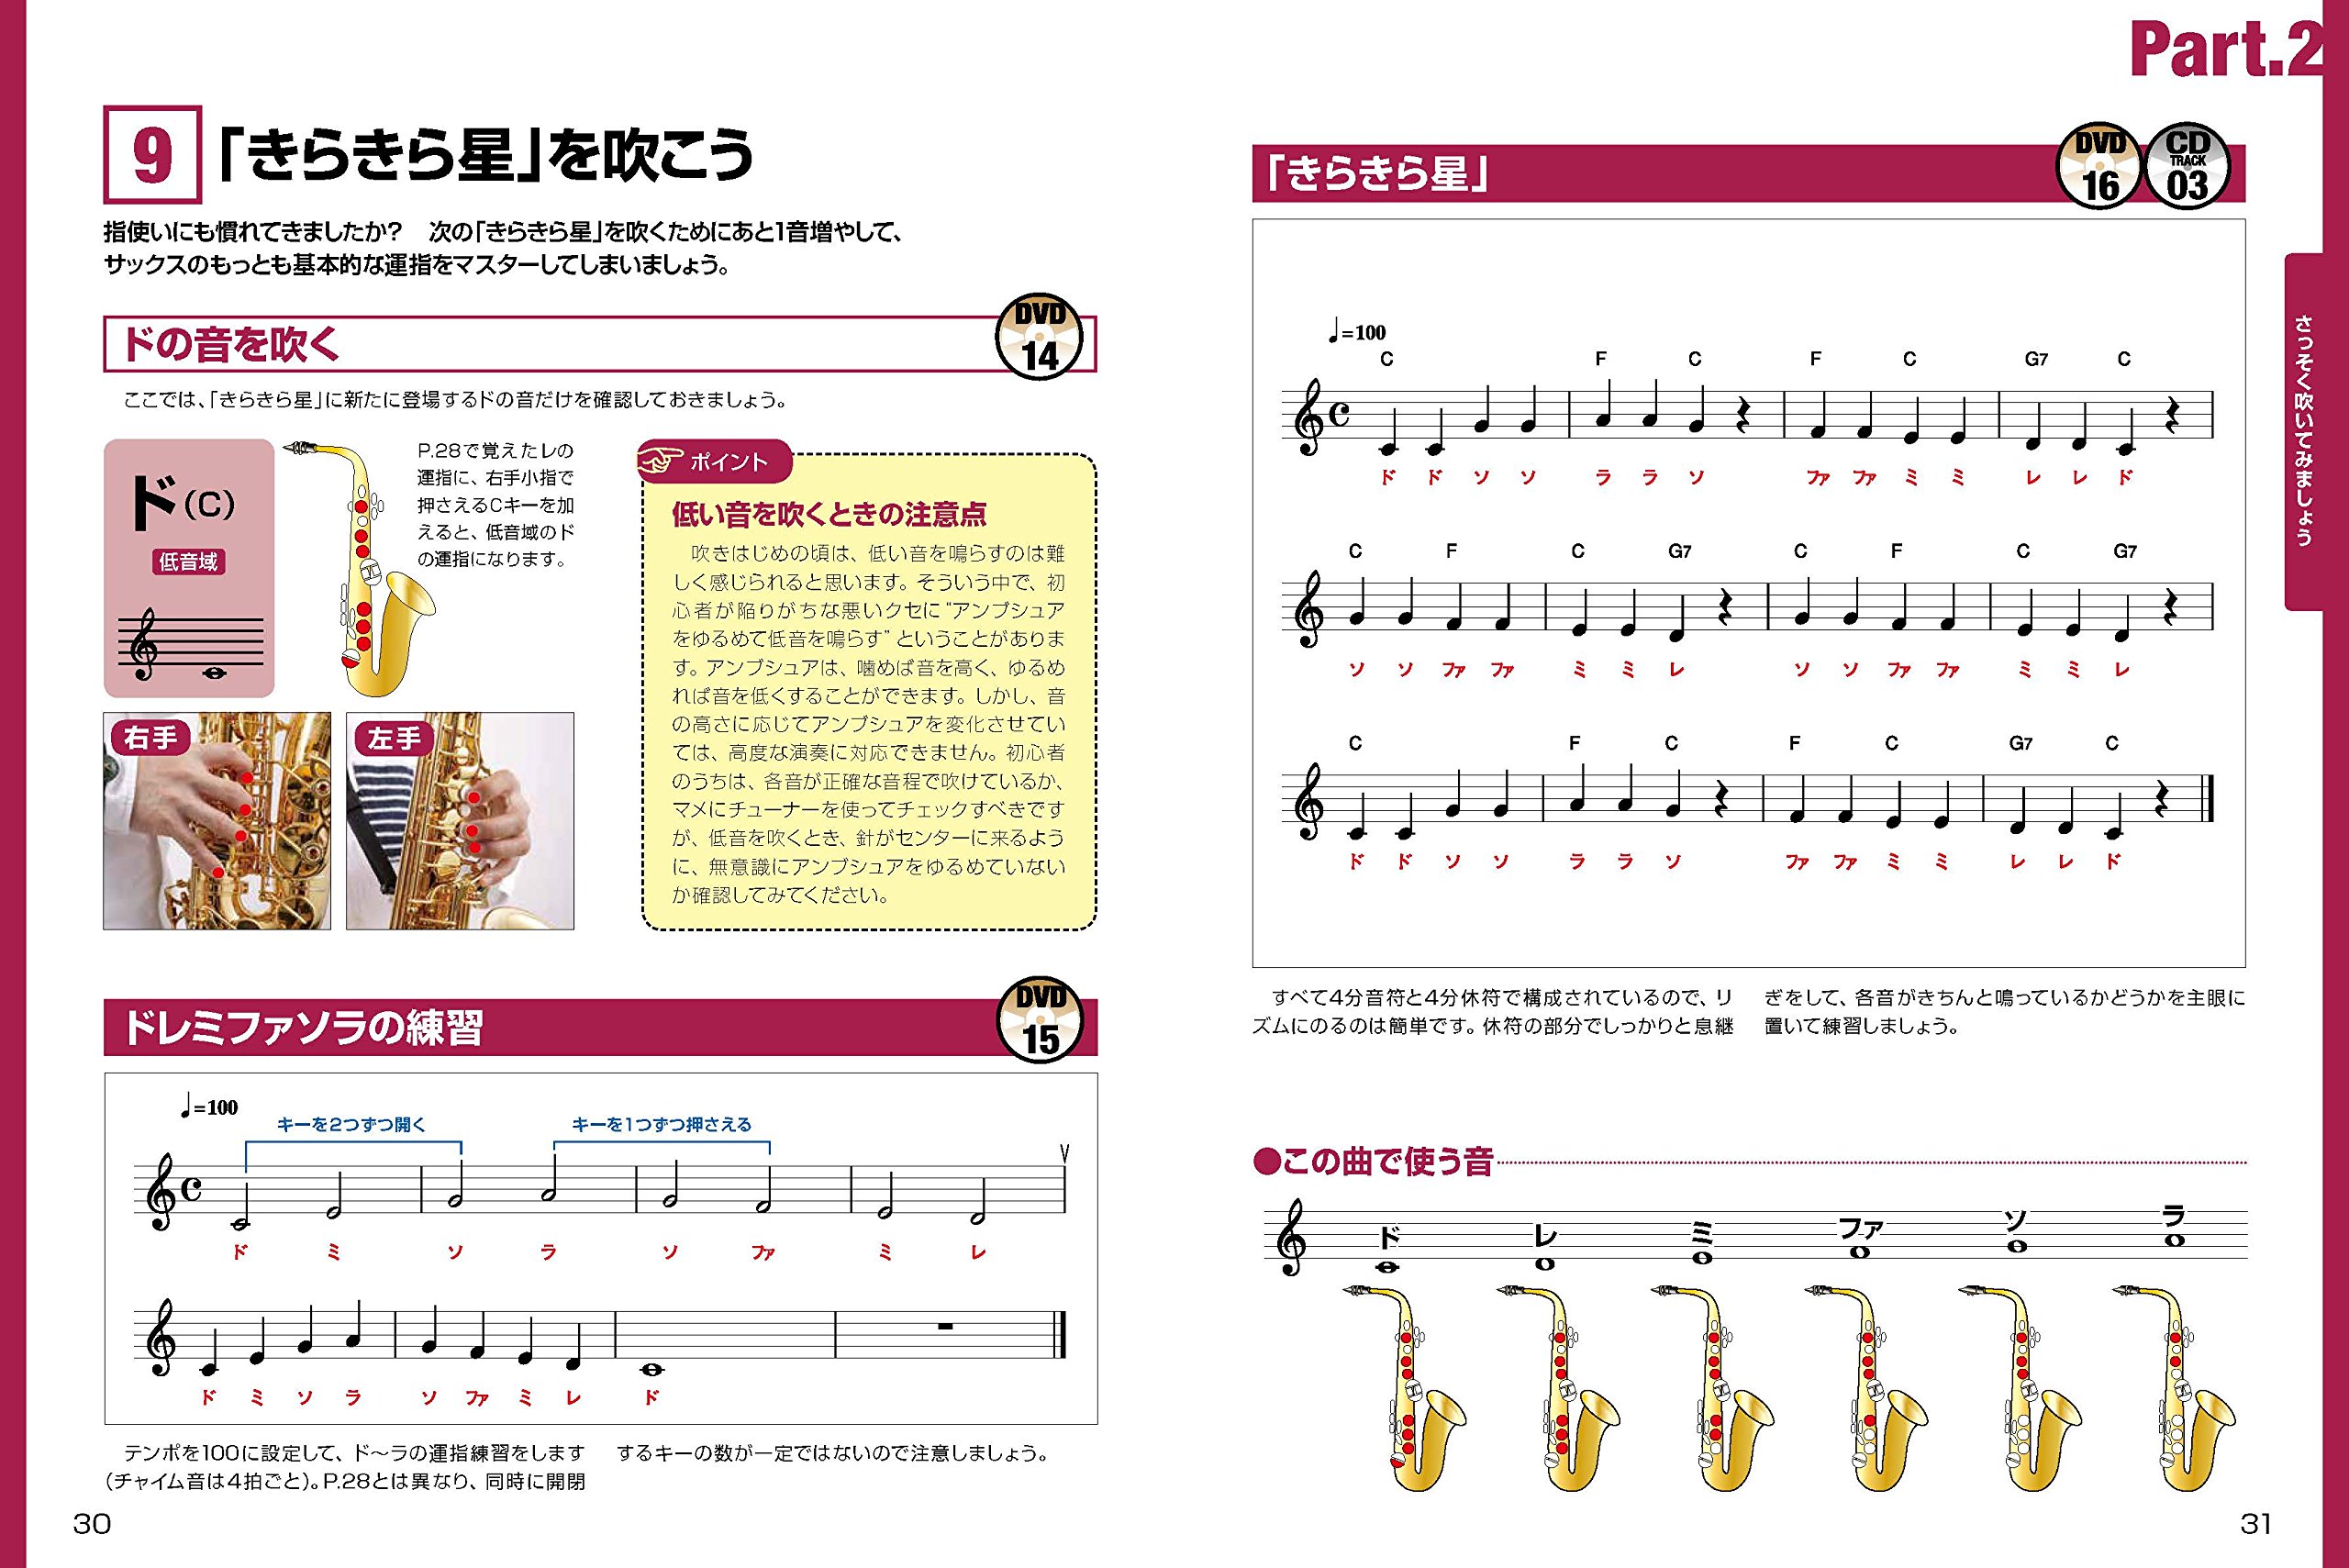 9 「きらきら星」を吹こう
指使いにも慣れてきましたか？　次の「きらきら星」を吹くためにあと1音増やして、
サックスのもっとも基本的な運指をマスターしてしまいましょう。
ドの音を吹く
DVD
14
ここでは、「きらきら星」に新たに登場するドの音だけを確認しておきましょう。
ド(C)
低音域
P.28で覚えたレの
運指に、右手小指で
押さえるCキーを加
えると、低音域のド
の運指になります。
右手
左手
ポイント
低い音を吹くときの注意点
吹きはじめの頃は、低い音を鳴らすのは難
しく感じられると思います。そういう中で、初
心者が陥りがちな悪いクセに“アンブシュア
をゆるめて低音を鳴らす”ということがありま
す。アンブシュアは、噛めば音を高く、ゆるめ
れば音を低くすることができます。しかし、音
の高さに応じてアンブシュアを変化させてい
ては、高度な演奏に対応できません。初心者
のうちは、各音が正確な音程で吹けているか、
マメにチューナーを使ってチェックすべきです
が、低音を吹くとき、針がセンターに来るよう
に、無意識にアンブシュアをゆるめていない
か確認してみてください。
ドレミファソラの練習
DVD
15
♩=100
キーを2つずつ開く
キーを1つずつ押さえる
ド ミ ソ ラ ソ ファ ミ レ
ド ミ ソ ラ ソ ファ ミ レ ド
テンポを100に設定して、ド〜ラの運指練習をします
（チャイム音は4拍ごと）。P.28とは異なり、同時に開閉
するキーの数が一定ではないので注意しましょう。
30
Part.2
「きらきら星」
DVD
16
CD
TRACK
03
♩=100
C F C F C G7 C
ド ド ソ ソ ラ ラ ソ ファ ファ ミ ミ レ レ ド
C F C G7 C F C G7
ソ ソ ファ ファ ミ ミ レ ソ ソ ファ ファ ミ ミ レ
C F C F C G7 C
ド ド ソ ソ ラ ラ ソ ファ ファ ミ ミ レ レ ド
すべて4分音符と4分休符で構成されているので、リ
ズムにのるのは簡単です。休符の部分でしっかりと息継
ぎをして、各音がきちんと鳴っているかどうかを主眼に
置いて練習しましょう。
●この曲で使う音
ド レ ミ ファ ソ ラ
さっそく吹いてみましょう
31